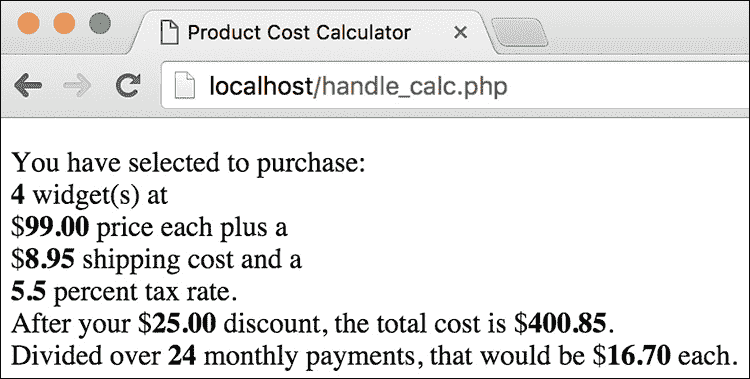 Product Cost Calculator
localhost/handle_calc.php
You have selected to purchase:
4 widget(s) at
$99.00 price each plus a
$8.95 shipping cost and a
5.5 percent tax rate.
After your $25.00 discount, the total cost is $400.85.
Divided over 24 monthly payments, that would be $16.70 each.